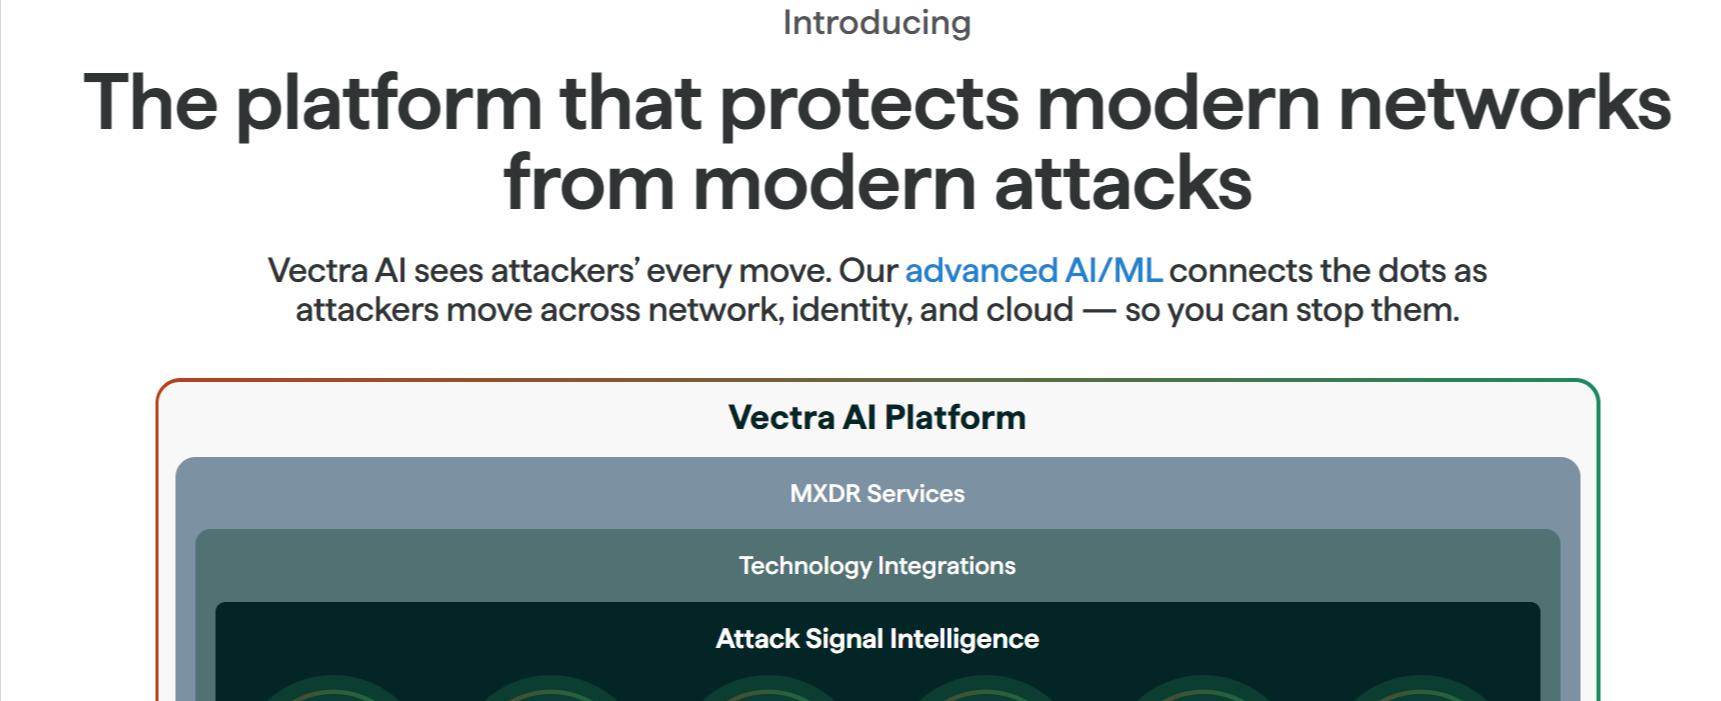 Introducing
The platform that protects modern networks
from modern attacks
Vectra AI sees attackers’ every move. Our advanced AI/ML connects the dots as
attackers move across network, identity, and cloud — so you can stop them.
Vectra AI Platform
MXDR Services
Technology Integrations
Attack Signal Intelligence